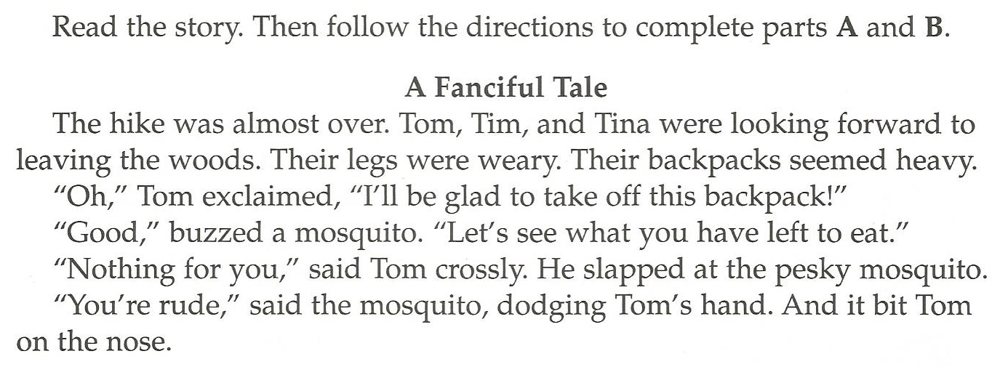 Read the story. Then follow the directions to complete parts A and B.
A Fanciful Tale
The hike was almost over. Tom, Tim, and Tina were looking forward to
leaving the woods. Their legs were weary. Their backpacks seemed heavy.
“Oh,” Tom exclaimed, “I’ll be glad to take off this backpack!”
“Good,” buzzed a mosquito. “Let’s see what you have left to eat.”
“Nothing for you,” said Tom crossly. He slapped at the pesky mosquito.
“You’re rude,” said the mosquito, dodging Tom’s hand. And it bit Tom
on the nose.